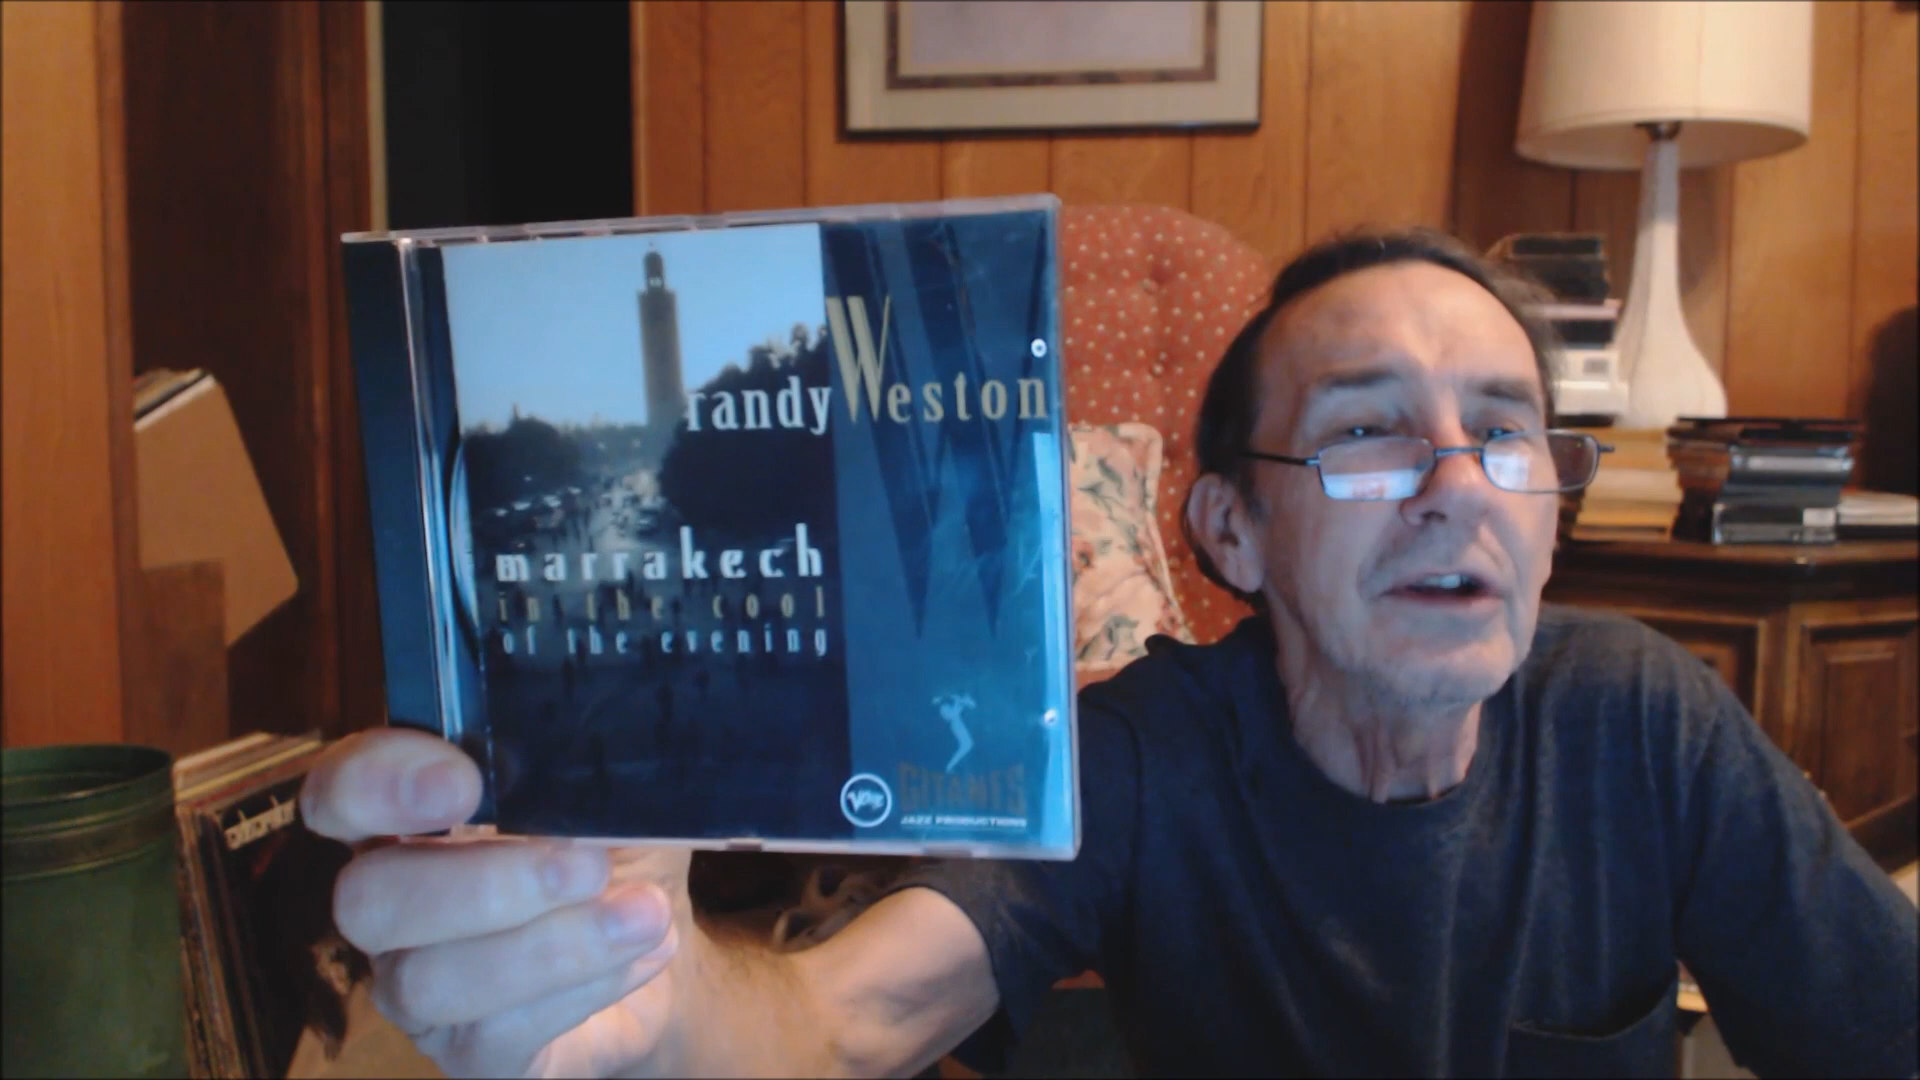 randy Weston
marrakech
in the cool
of the evening
Verve
GITANES
JAZZ PRODUCTIONS